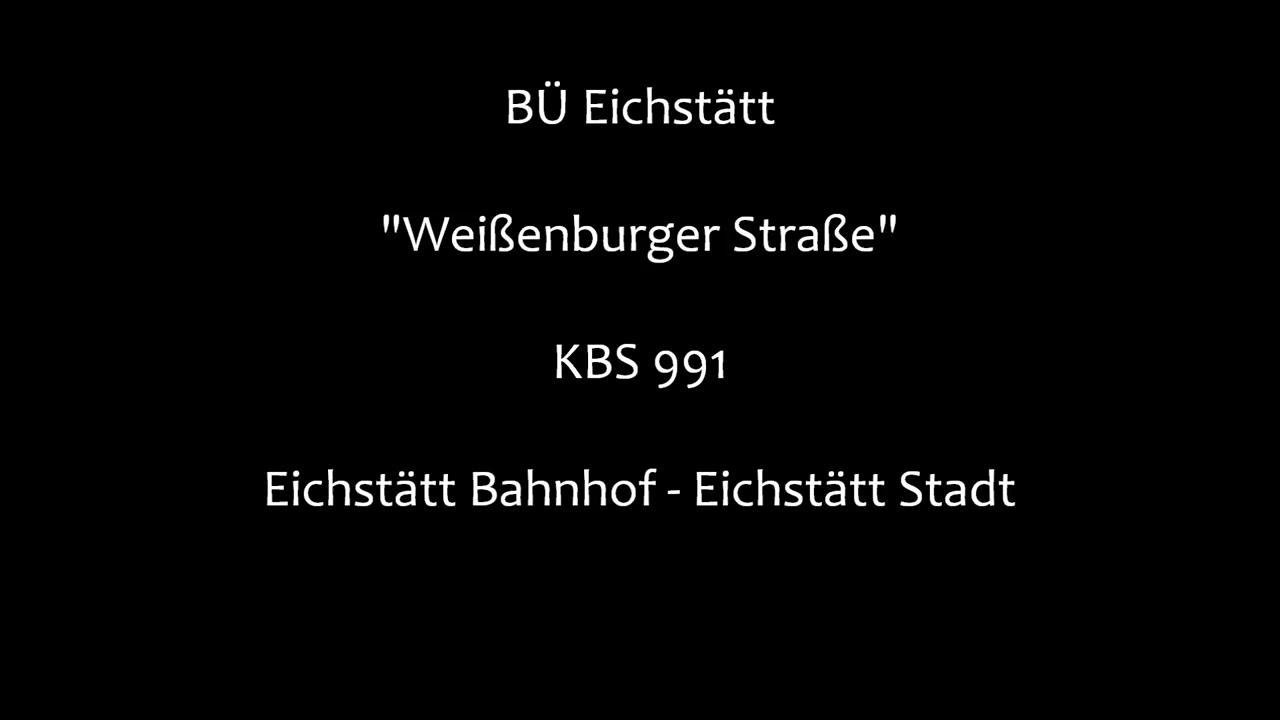 BÜ Eichstätt
"Weißenburger Straße"
KBS 991
Eichstätt Bahnhof - Eichstätt Stadt